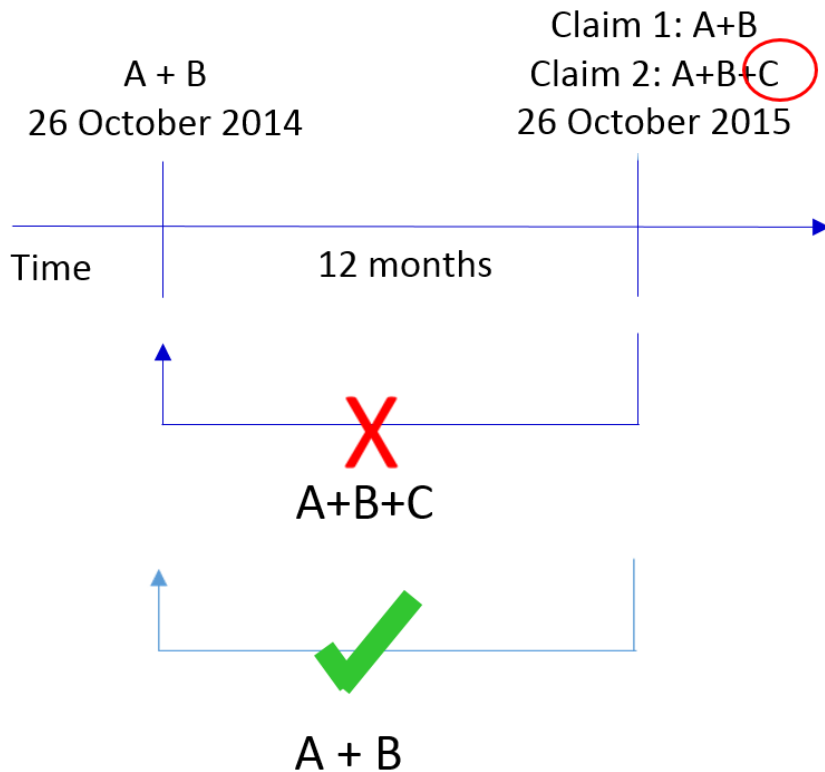 Claim 1: A+B
A + B
Claim 2: A+B+C
26 October 2014
26 October 2015
Time
12 months
X
A+B+C
A + B